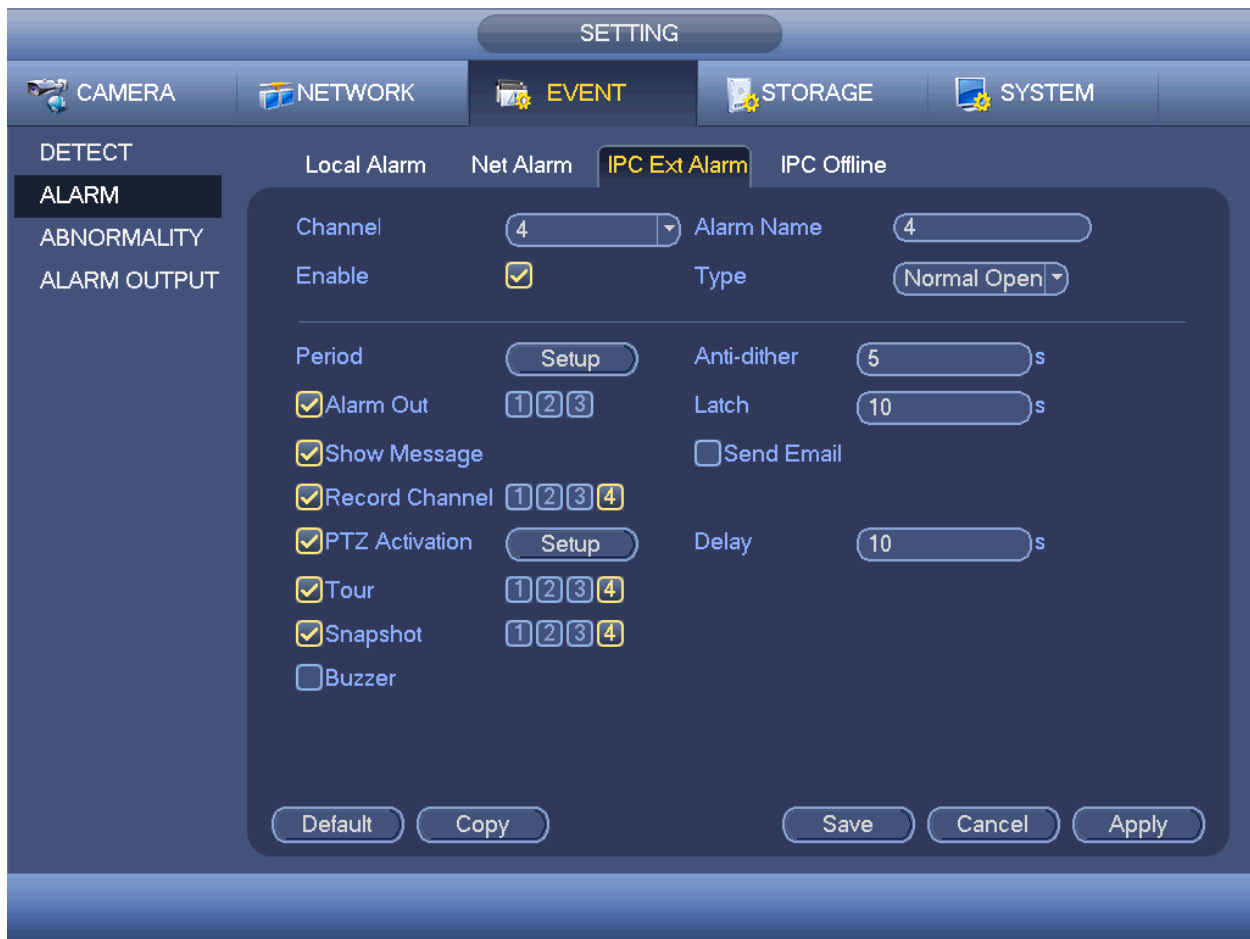 SETTING
CAMERA NETWORK EVENT STORAGE SYSTEM
DETECT
ALARM
ABNORMALITY
ALARM OUTPUT
Local Alarm Net Alarm IPC Ext Alarm IPC Offline
Channel 4 Alarm Name 4
Enable Type Normal Open
Period Setup Anti-dither 5 s
Alarm Out 1 2 3 Latch 10 s
Show Message Send Email
Record Channel 1 2 3 4
PTZ Activation Setup Delay 10 s
Tour 1 2 3 4
Snapshot 1 2 3 4
Buzzer
Default Copy Save Cancel Apply